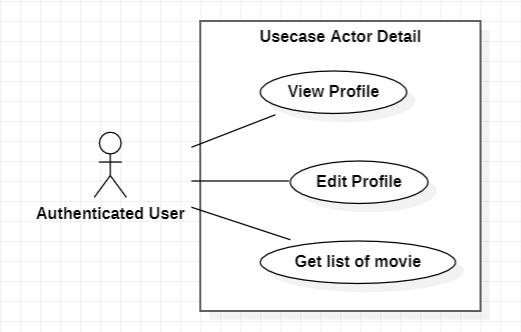 Usecase Actor Detail
View Profile
Edit Profile
Authenticated User
Get list of movie